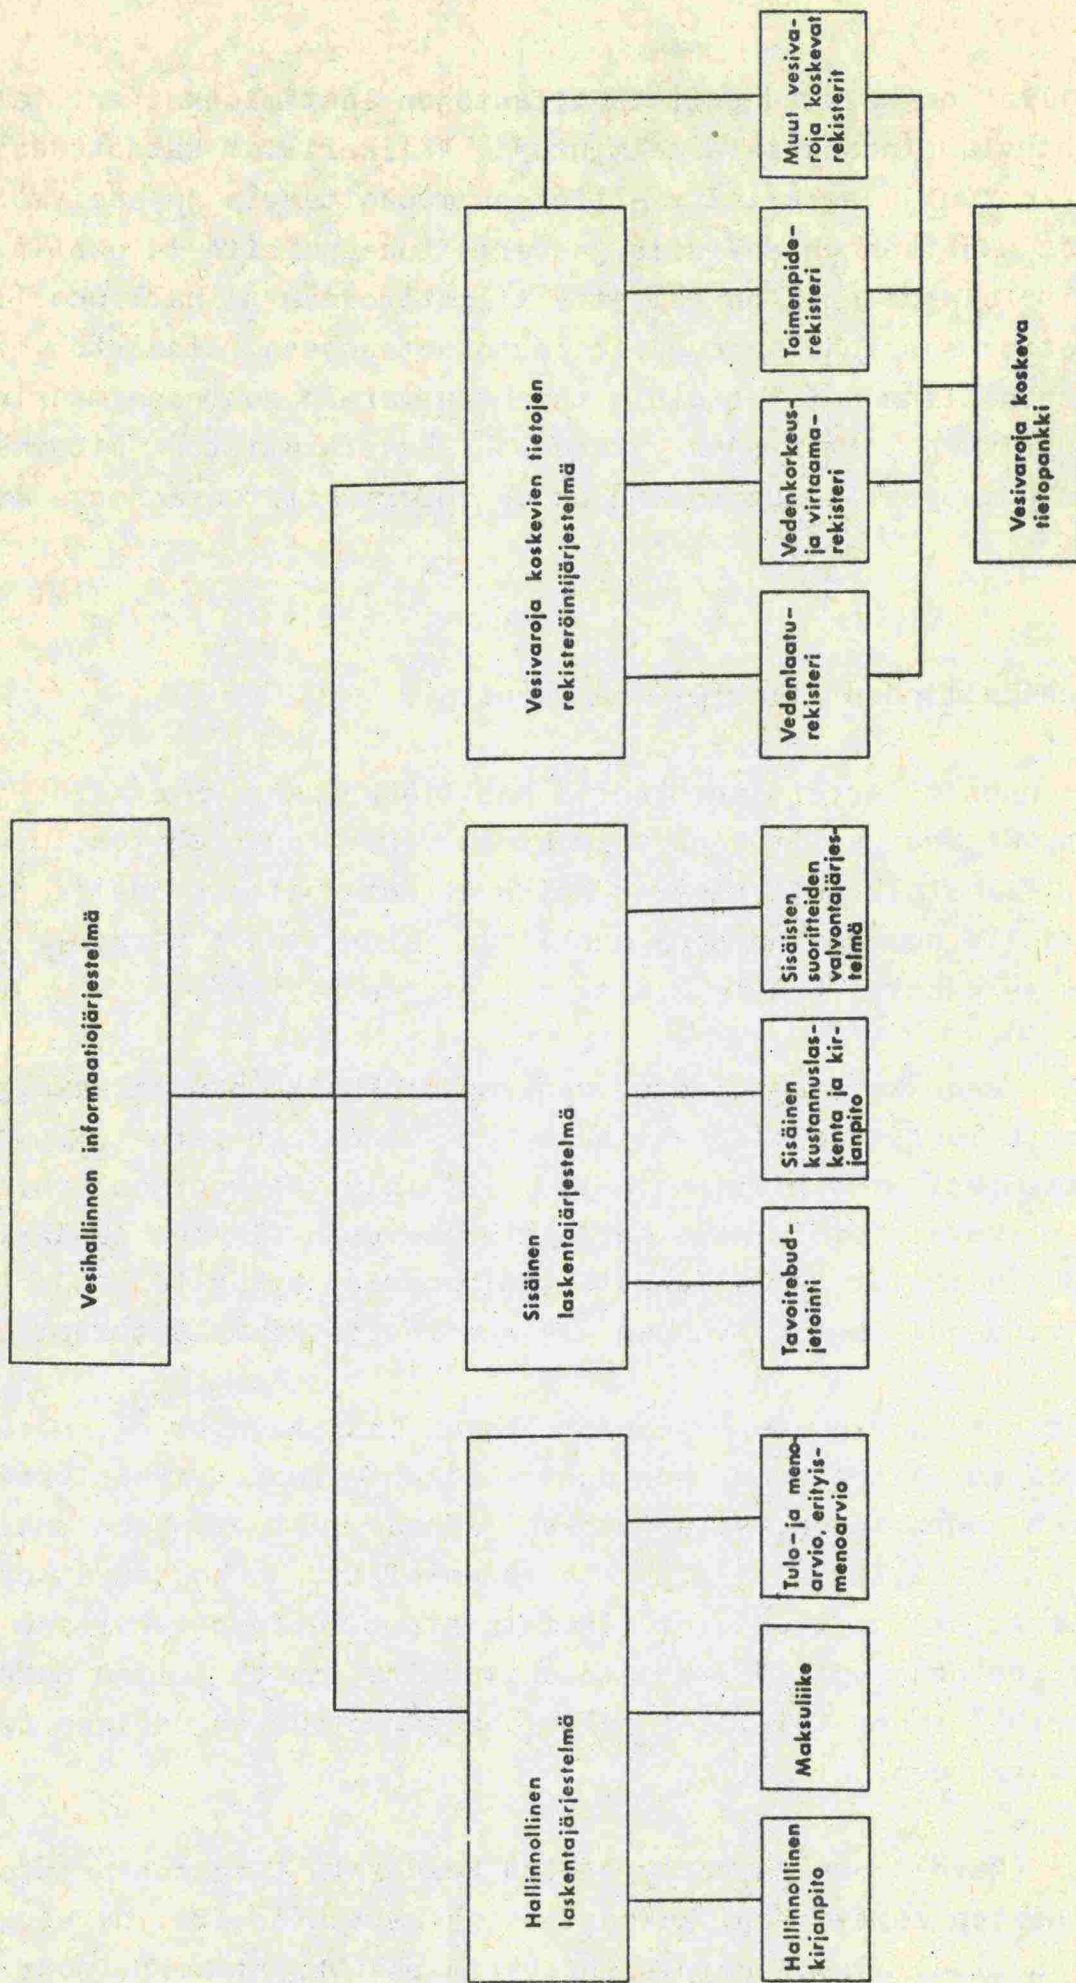 Vesihallinnon informaatiojärjestelmä
Hallinnollinen
laskentajärjestelmä
Sisäinen
laskentajärjestelmä
Vesivaroja koskevien tietojen
rekisteröintijärjestelmä
Hallinnollinen
kirjanpito
Maksuliike
Tulo-ja meno-
arvio, erityis-
menoarvio
Tavoitebud-
jetointi
Sisäinen
kustannuslas-
kenta ja kir-
janpito
Sisäisten
suoritteiden
valvontajärjes-
telmä
Vedenlaatu-
rekisteri
Vedenkorkeus-
ja virtaama-
rekisteri
Toimenpide-
rekisteri
Muut vesiva-
roja koskevat
rekisterit
Vesivaroja koskeva
tietopankki